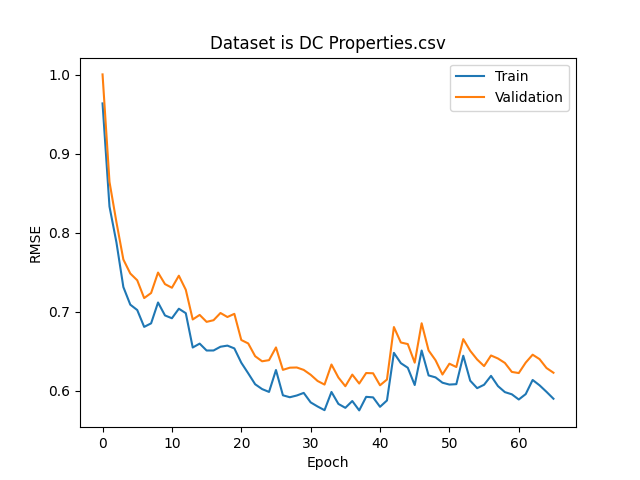 Dataset is DC Properties.csv
Train
Validation
1.0
0.9
0.8
0.7
0.6
RMSE
0 10 20 30 40 50 60
Epoch